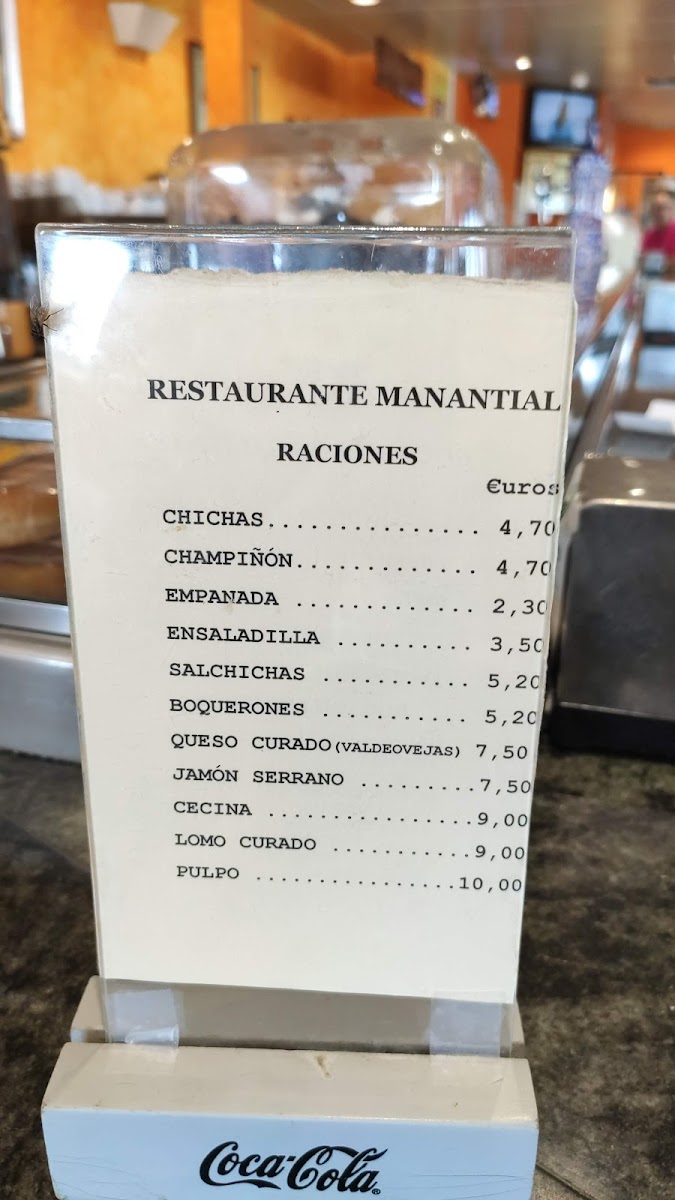 RESTAURANTE MANANTIAL
RACIONES
€uros
CHICHAS................ 4,70
CHAMPIÑÓN.............. 4,70
EMPANADA .............. 2,30
ENSALADILLA ........... 3,50
SALCHICHAS ............ 5,20
BOQUERONES ............ 5,20
QUESO CURADO(VALDEOVEJAS) 7,50
JAMÓN SERRANO .........7,50
CECINA ................9,00
LOMO CURADO ...........9,00
PULPO .................10,00
Coca-Cola®